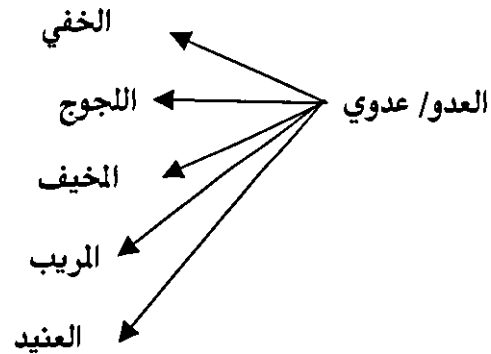 العدو/ عدوي
الخفي
اللجوج
المخيف
المريب
العنيد